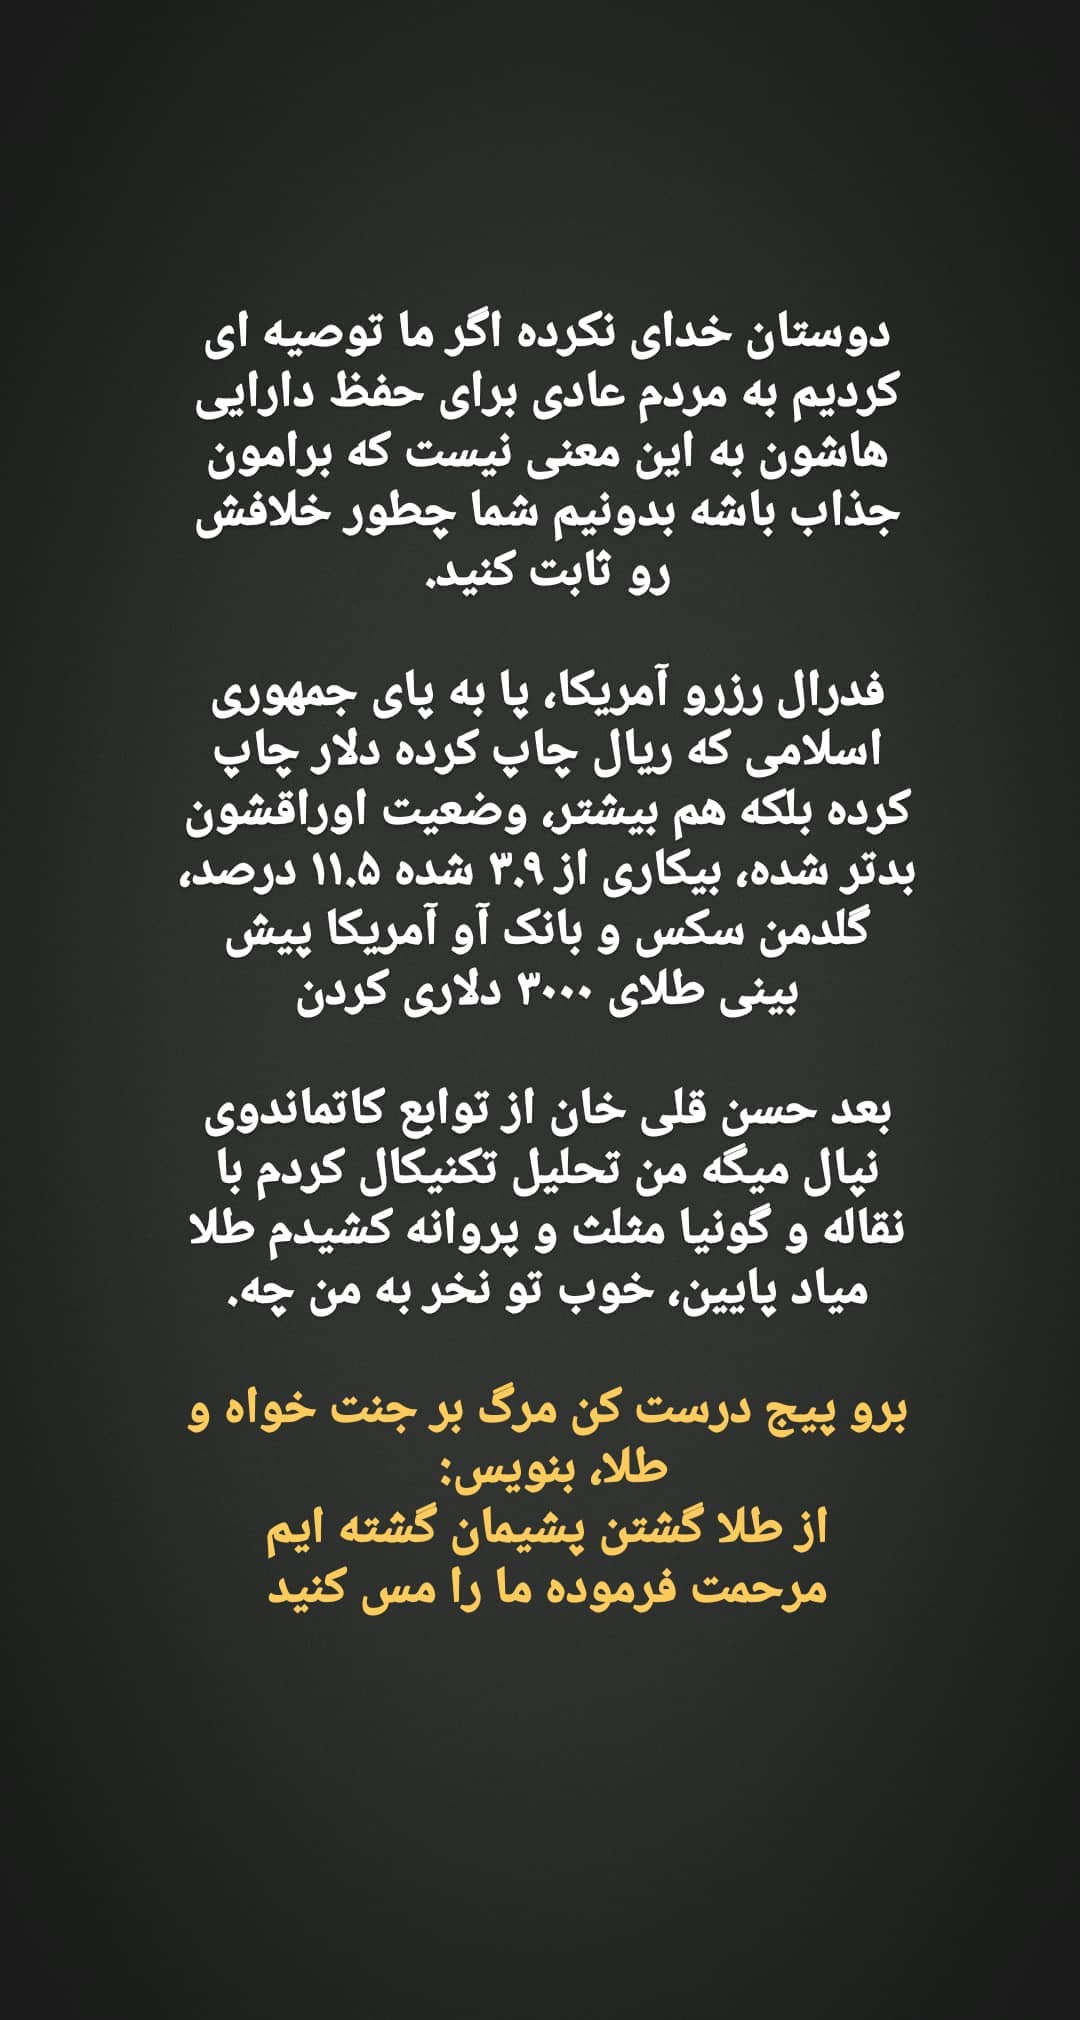 دوستان خدای نکرده اگر ما توصیه ای
کردیم به مردم عادی برای حفظ دارایی
هاشون به این معنی نیست که برامون
جذاب باشه بدونیم شما چطور خلافش
رو ثابت کنید.
فدرال رزرو آمریکا، پا به پای جمهوری
اسلامی که ریال چاپ کرده دلار چاپ
کرده بلکه هم بیشتر، وضعیت اوراقشون
بدتر شده، بیکاری از ۳.۹ شده ۱۱.۵ درصد،
گلدمن سکس و بانک آو آمریکا پیش
بینی طلای ۳۰۰۰ دلاری کردن
بعد حسن قلی خان از توابع کاتماندوی
نپال میگه من تحلیل تکنیکال کردم با
نقاله و گونیا مثلث و پروانه کشیدم طلا
میاد پایین، خوب تو نخر به من چه.
برو پیج درست کن مرگ بر جنت خواه و
طلا، بنویس:
از طلا گشتن پشیمان گشته ایم
مرحمت فرموده ما را مس کنید